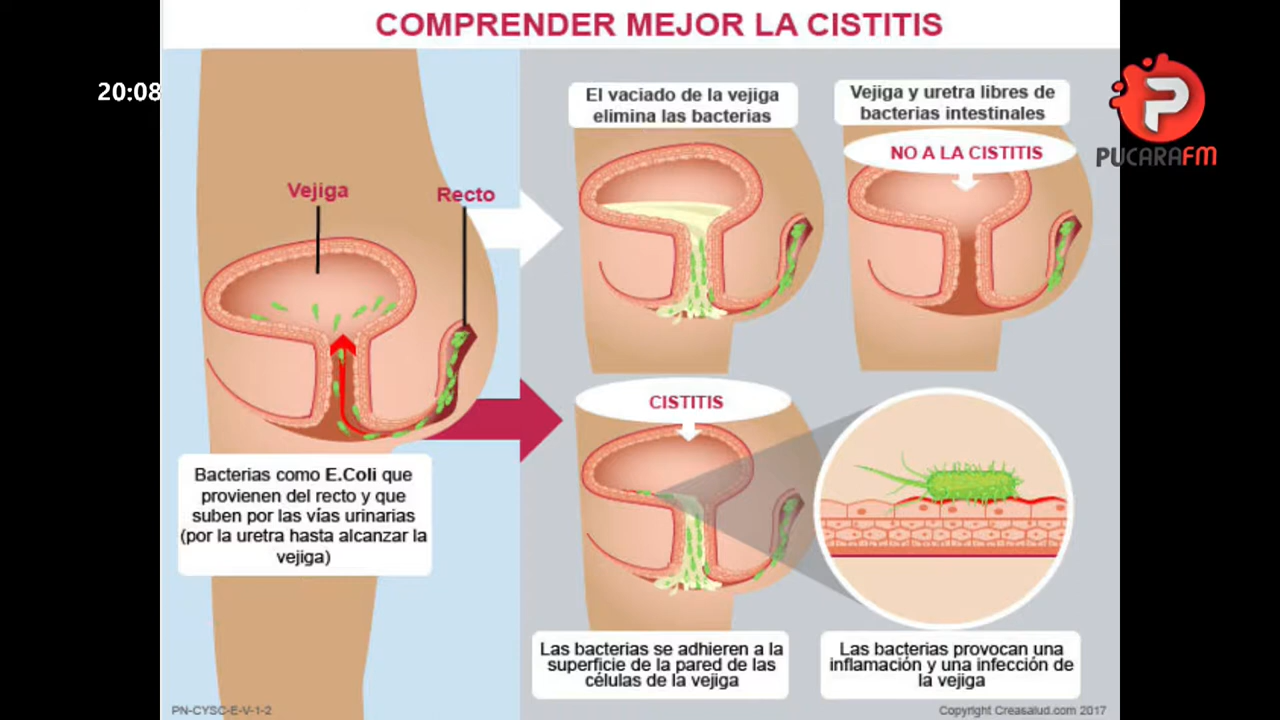 COMPRENDER MEJOR LA CISTITIS
20:08
PUCARAFM
El vaciado de la vejiga
elimina las bacterias
Vejiga y uretra libres de
bacterias intestinales
NO A LA CISTITIS
Vejiga
Recto
CISTITIS
Bacterias como E.Coli que
provienen del recto y que
suben por las vías urinarias
(por la uretra hasta alcanzar la
vejiga)
Las bacterias se adhieren a la
superficie de la pared de las
células de la vejiga
Las bacterias provocan una
inflamación y una infección de
la vejiga
PN-CYSC-E-V-1-2
Copyright Creasalud.com 2017